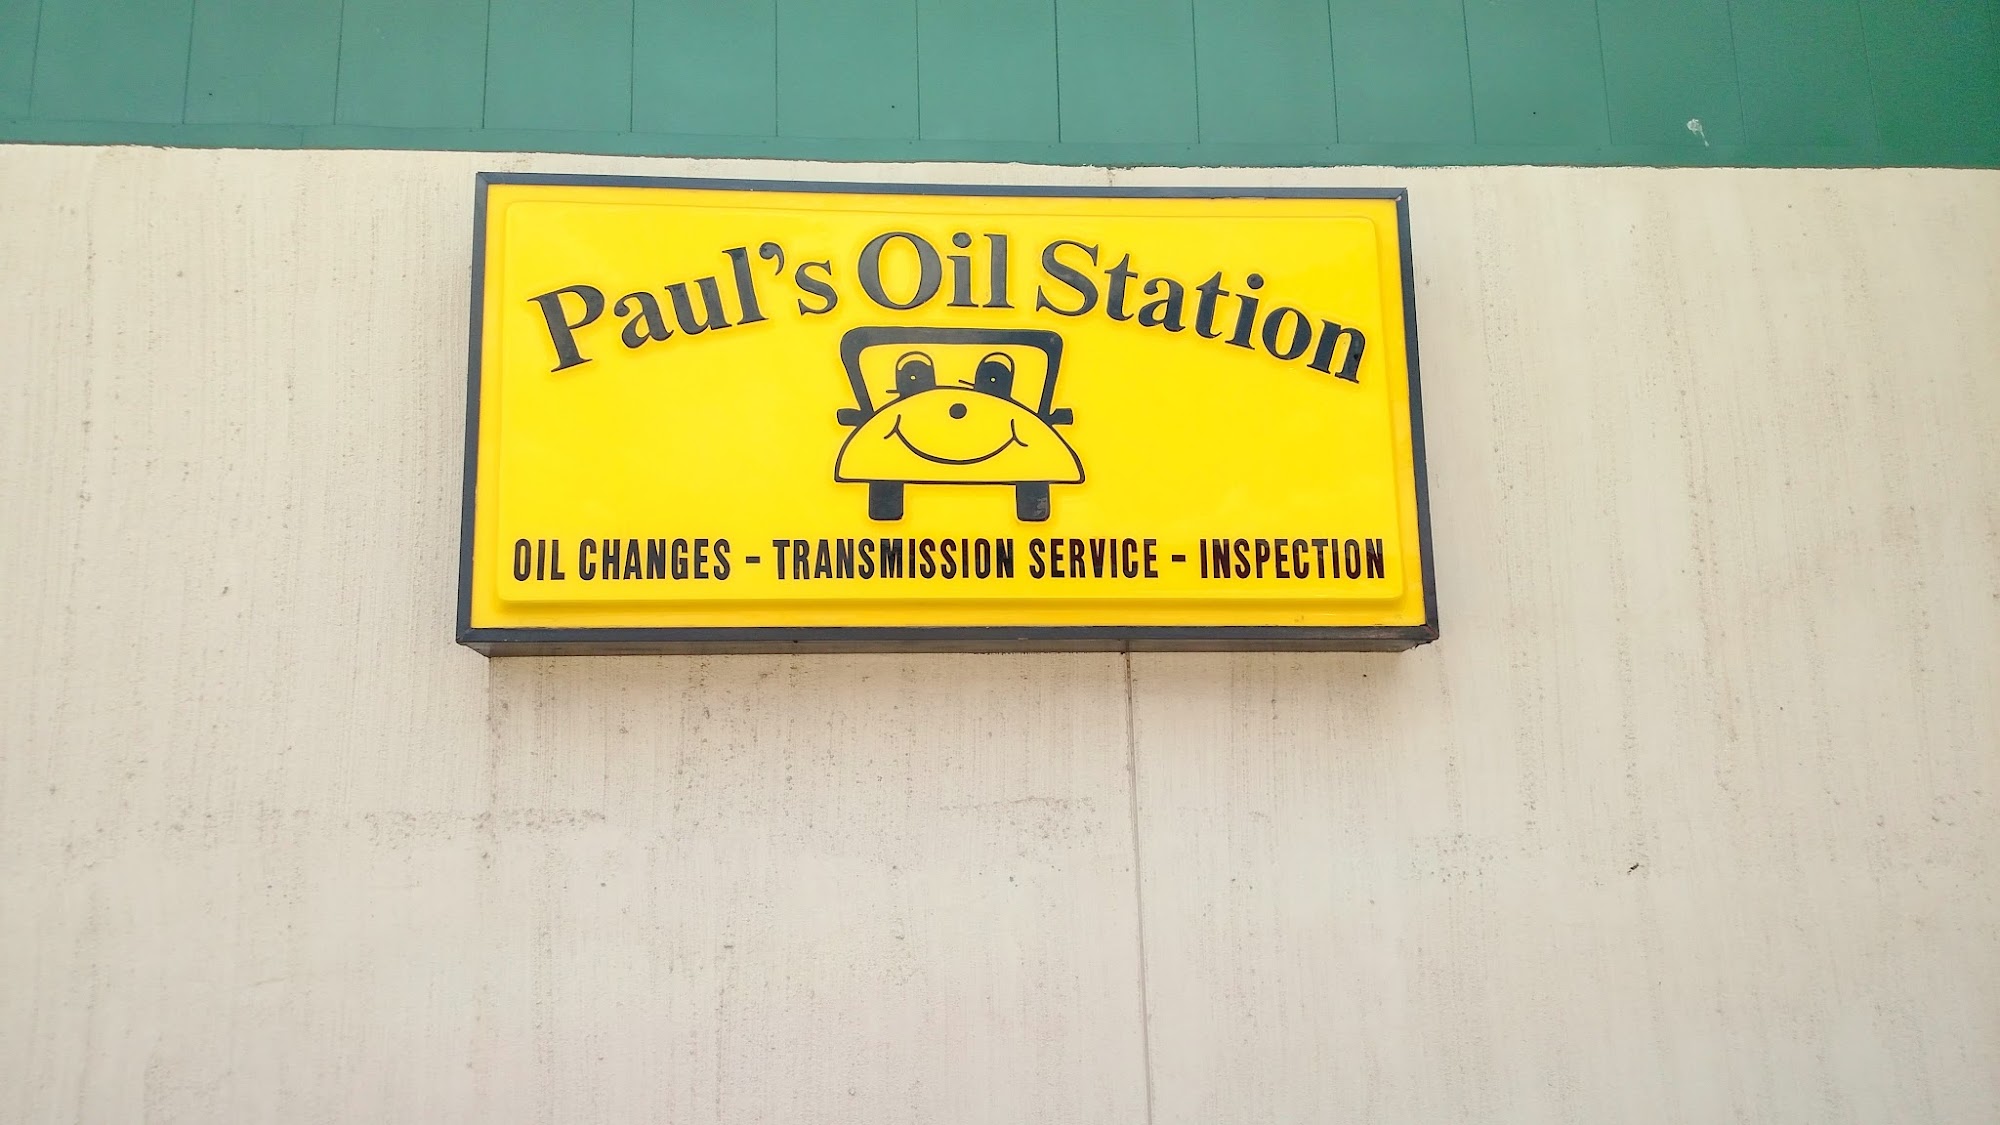 Paul's Oil Station
OIL CHANGES - TRANSMISSION SERVICE - INSPECTION